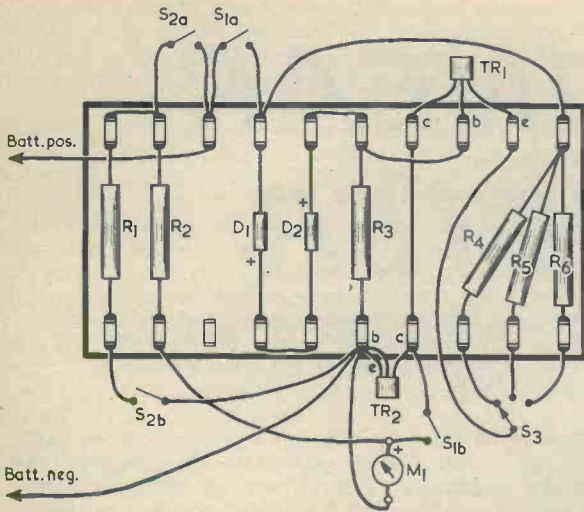 S2a
S1a
TR1
c
b
e
Batt. pos.
+
R1
R2
D1
+
D2
R3
R4
R5
R6
b
c
e
TR2
S2b
S1b
S3
+
M1
Batt. neg.